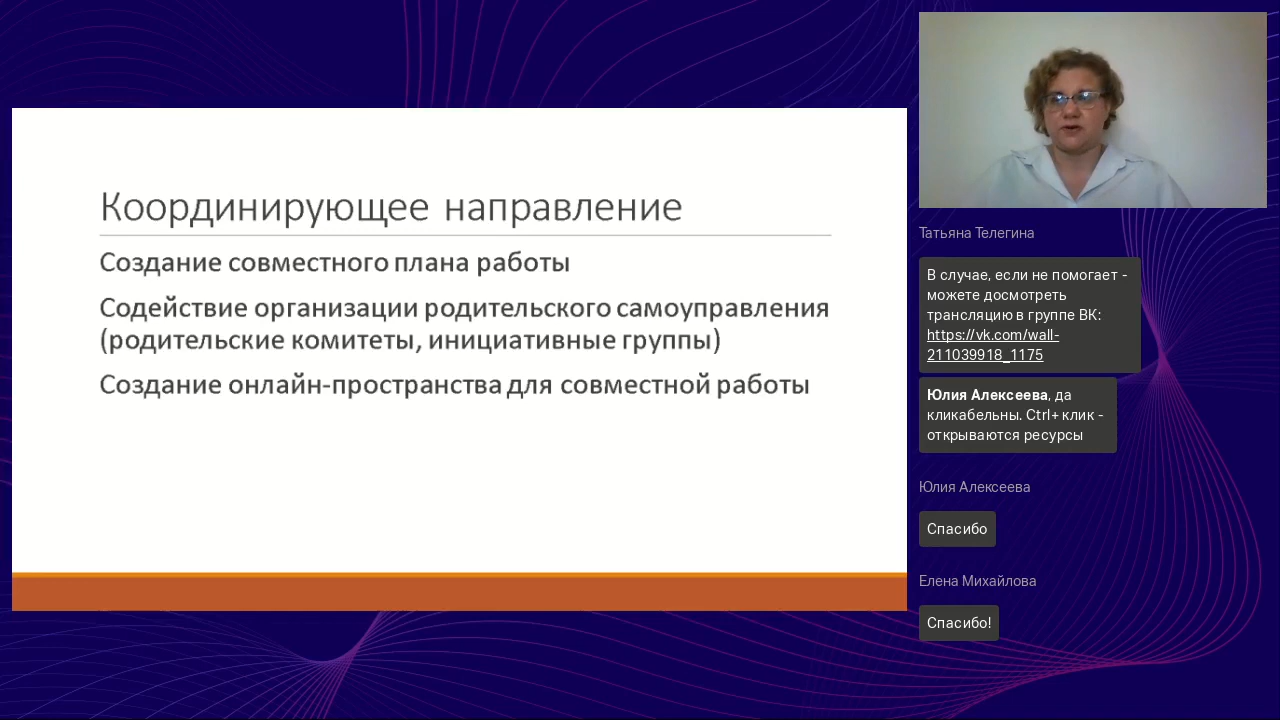 Координирующее направление
Создание совместного плана работы
Содействие организации родительского самоуправления
(родительские комитеты, инициативные группы)
Создание онлайн-пространства для совместной работы
Татьяна Телегина
В случае, если не помогает -
можете досмотреть
трансляцию в группе ВК:
https://vk.com/wall-
211039918_1175
Юлия Алексеева, да
кликабельны. Ctrl+клик -
открываются ресурсы
Юлия Алексеева
Спасибо
Елена Михайлова
Спасибо!